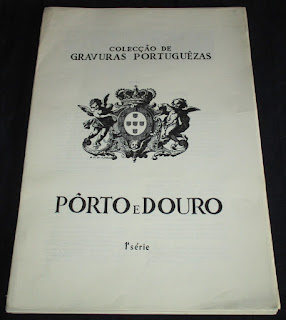 COLECÇÃO DE
GRAVURAS PORTUGUÊZAS
PÔRTO E DOURO
1ª série